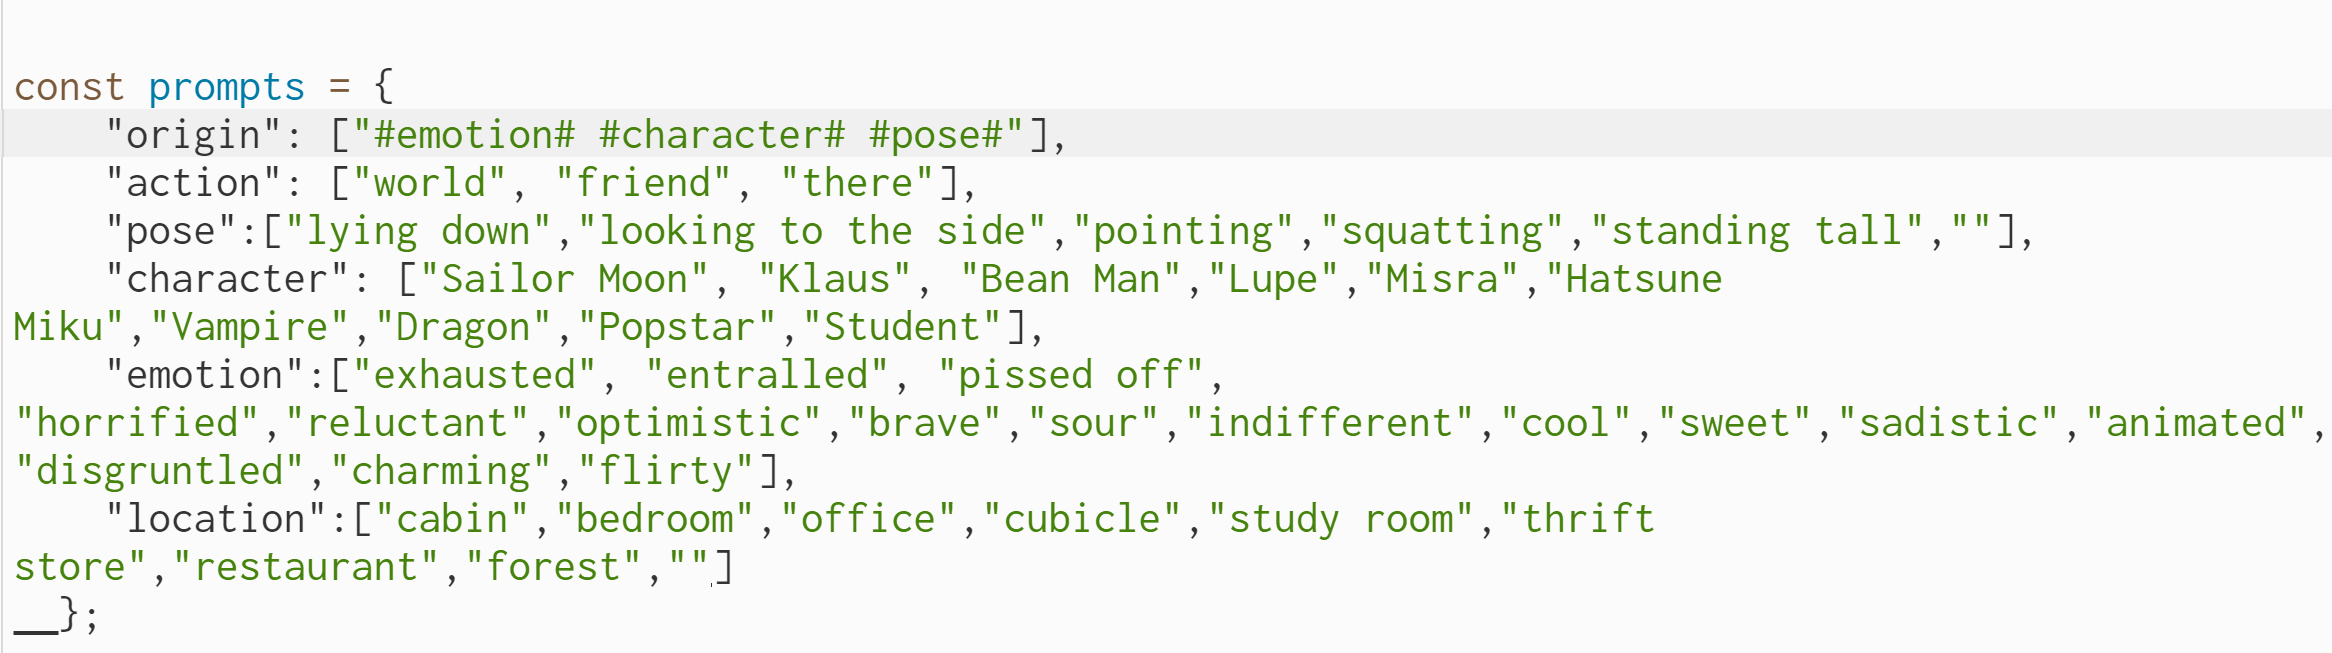 const prompts = {
    "origin": ["#emotion# #character# #pose#"],
    "action": ["world", "friend", "there"],
    "pose":["lying down","looking to the side","pointing","squatting","standing tall",""],
    "character": ["Sailor Moon", "Klaus", "Bean Man","Lupe","Misra","Hatsune
Miku","Vampire","Dragon","Popstar","Student"],
    "emotion":["exhausted", "entralled", "pissed off",
"horrified","reluctant","optimistic","brave","sour","indifferent","cool","sweet","sadistic","animated",
"disgruntled","charming","flirty"],
    "location":["cabin","bedroom","office","cubicle","study room","thrift
store","restaurant","forest",""]
__};